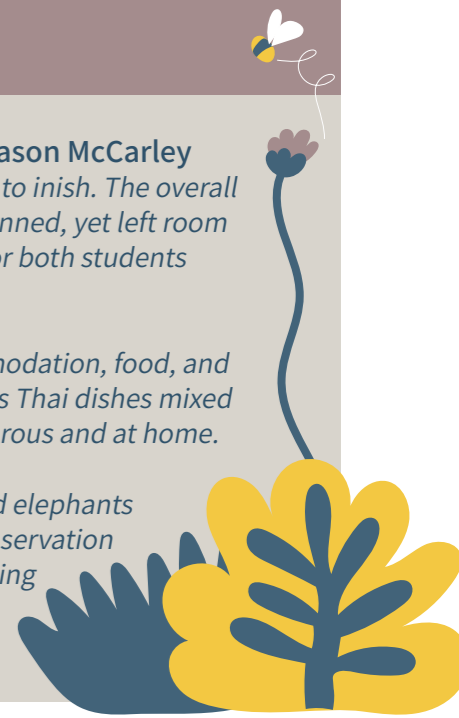 ason McCarley
to inish. The overall
nned, yet left room
or both students
nodation, food, and
s Thai dishes mixed
rous and at home.
d elephants
servation
ing